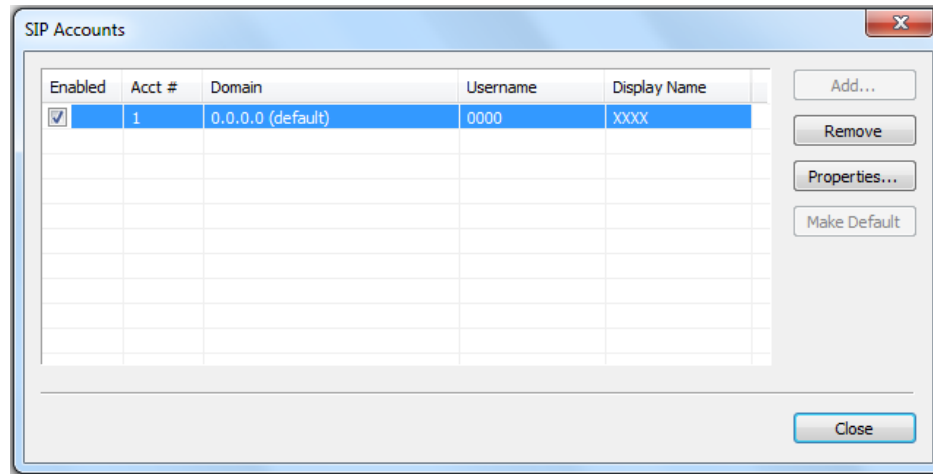 SIP Accounts
Enabled Acct # Domain Username Display Name
1 0.0.0.0 (default) 0000 XXXX
Add...
Remove
Properties...
Make Default
Close